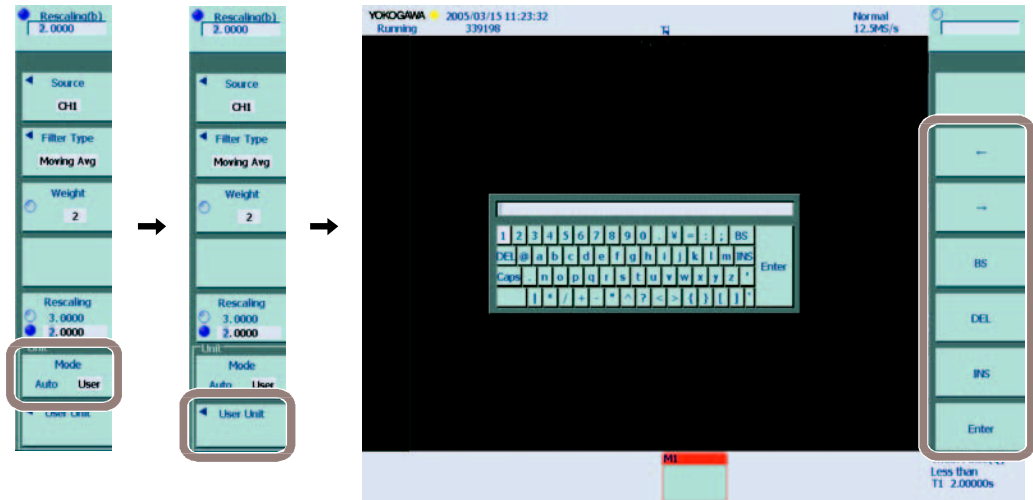 Rescaling(b)
2.0000
Source
CH1
Filter Type
Moving Avg
Weight
2
Rescaling
3.0000
2.0000
Unit
Mode
Auto User
User Unit
Rescaling(b)
2.0000
Source
CH1
Filter Type
Moving Avg
Weight
2
Rescaling
3.0000
2.0000
Unit
Mode
Auto User
User Unit
YOKOGAWA 2005/03/15 11:23:32 Normal
Running 339198 12.5MS/s
1 2 3 4 5 6 7 8 9 0 . ¥ = : ; BS
DEL @ a b c d e f g h i j k l m INS
Caps n o p q r s t u v w x y z
| * / + - ^ ? < > { } [ ]
Enter
←
→
BS
DEL
INS
Enter
M1
Less than
T1 2.00000s